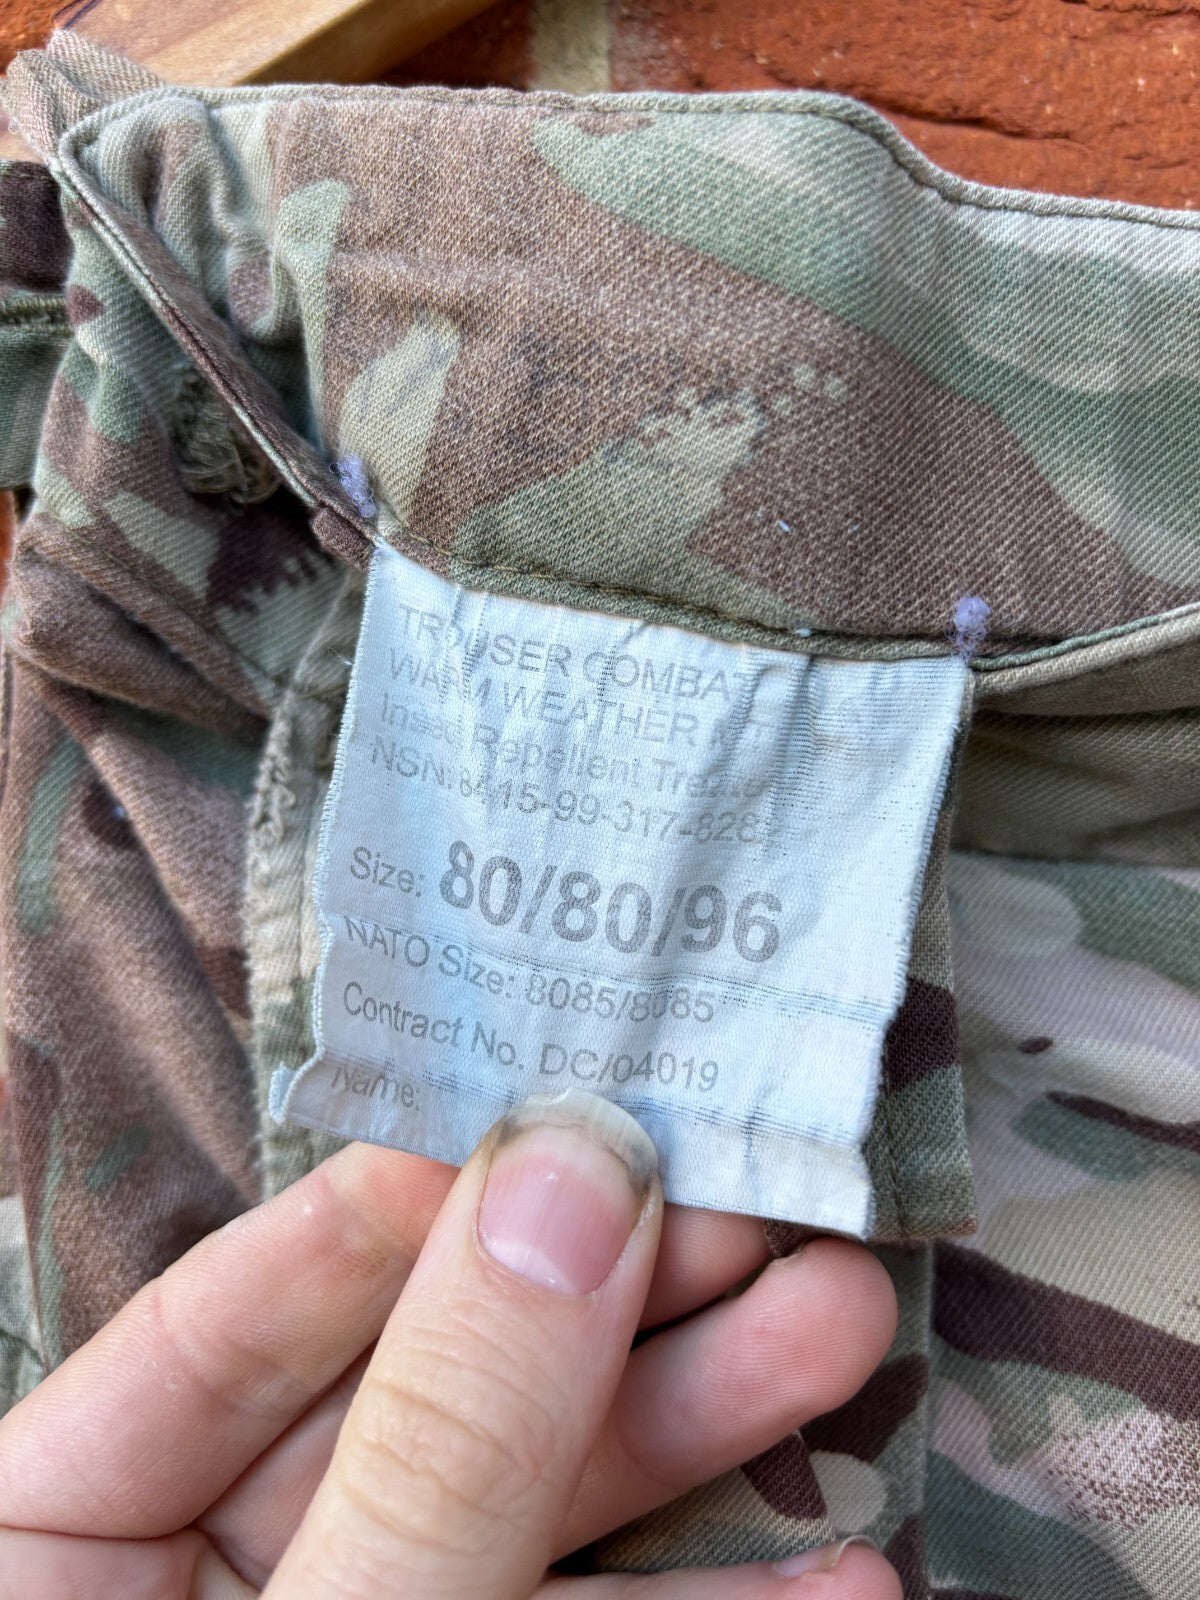 TROUSER COMBAT
WARM WEATHER
Insect Repellent
NSN: 8415-99-317-828
Size: 80/80/96
NATO Size: 8085/8085
Contract No. DC/04019
Name: